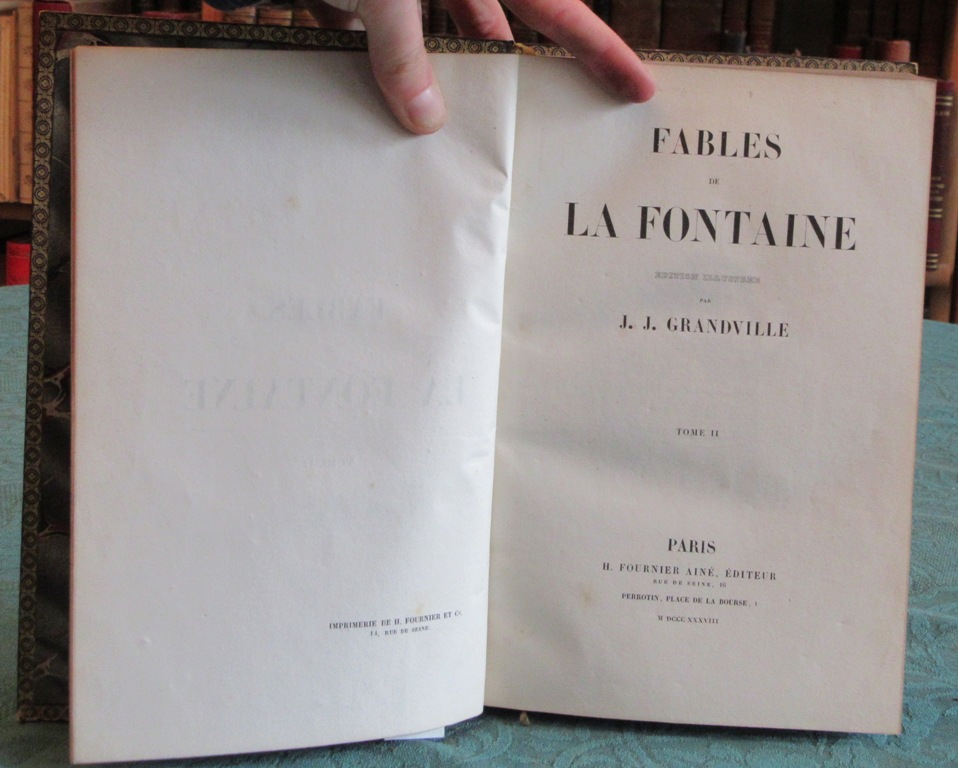 IMPRIMERIE DE H. FOURNIER ET Cᵉ,
14, RUE DE SEINE
FABLES
DE
LA FONTAINE
ÉDITION ILLUSTRÉE
PAR
J. J. GRANDVILLE
TOME II
PARIS
H. FOURNIER AINÉ, ÉDITEUR
RUE DE SEINE, 16
PERROTIN, PLACE DE LA BOURSE, 1
M DCCC XXXVIII